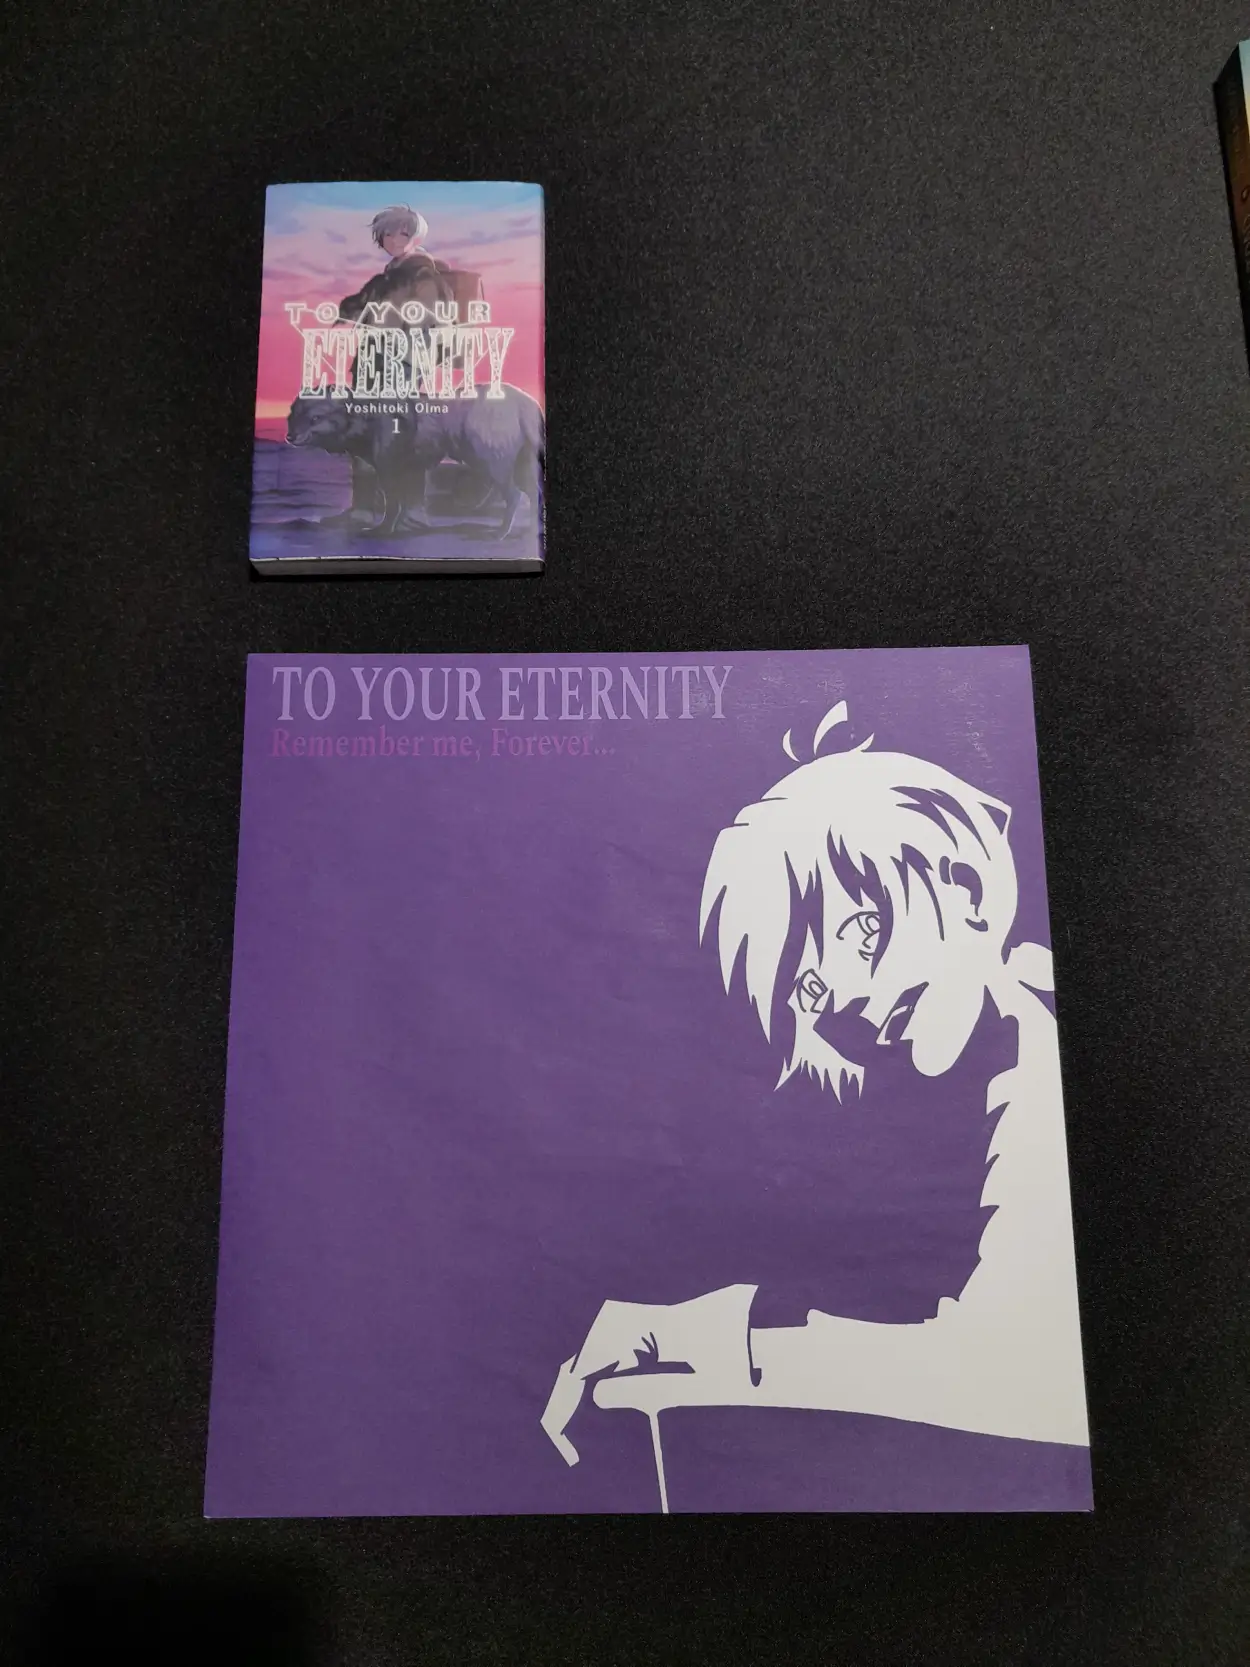 TO YOUR
ETERNITY
Yoshitoki Oima
1
TO YOUR ETERNITY
Remember me, Forever...